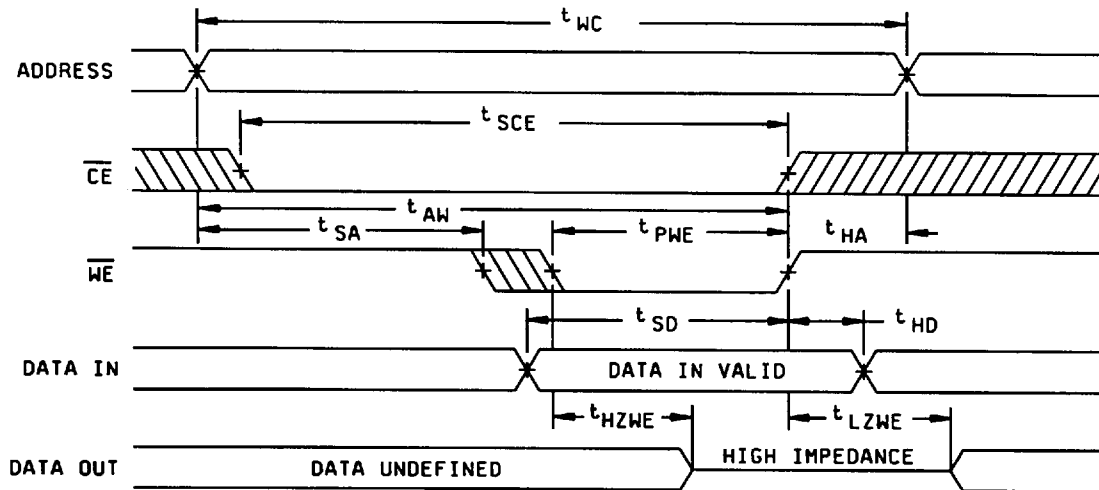 t WC
ADDRESS
t SCE
CE
t AW
t SA
t PWE
t HA
WE
t SD
t HD
DATA IN
DATA IN VALID
t HZWE
t LZWE
DATA OUT
DATA UNDEFINED
HIGH IMPEDANCE